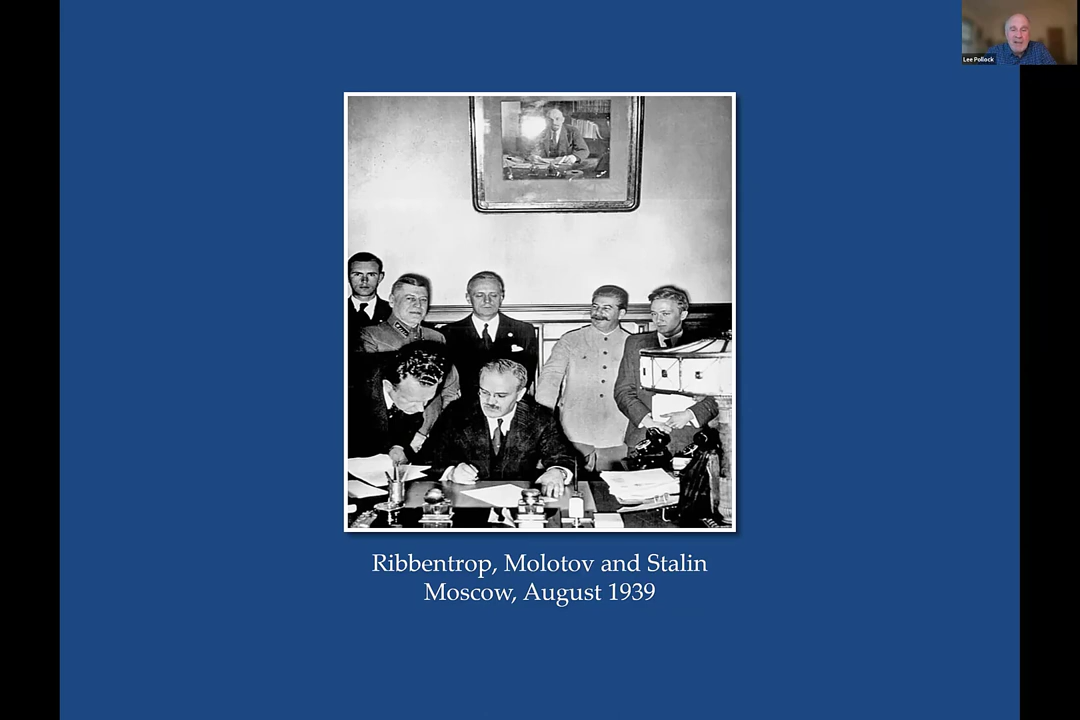 Lee Pollock
Ribbentrop, Molotov and Stalin
Moscow, August 1939